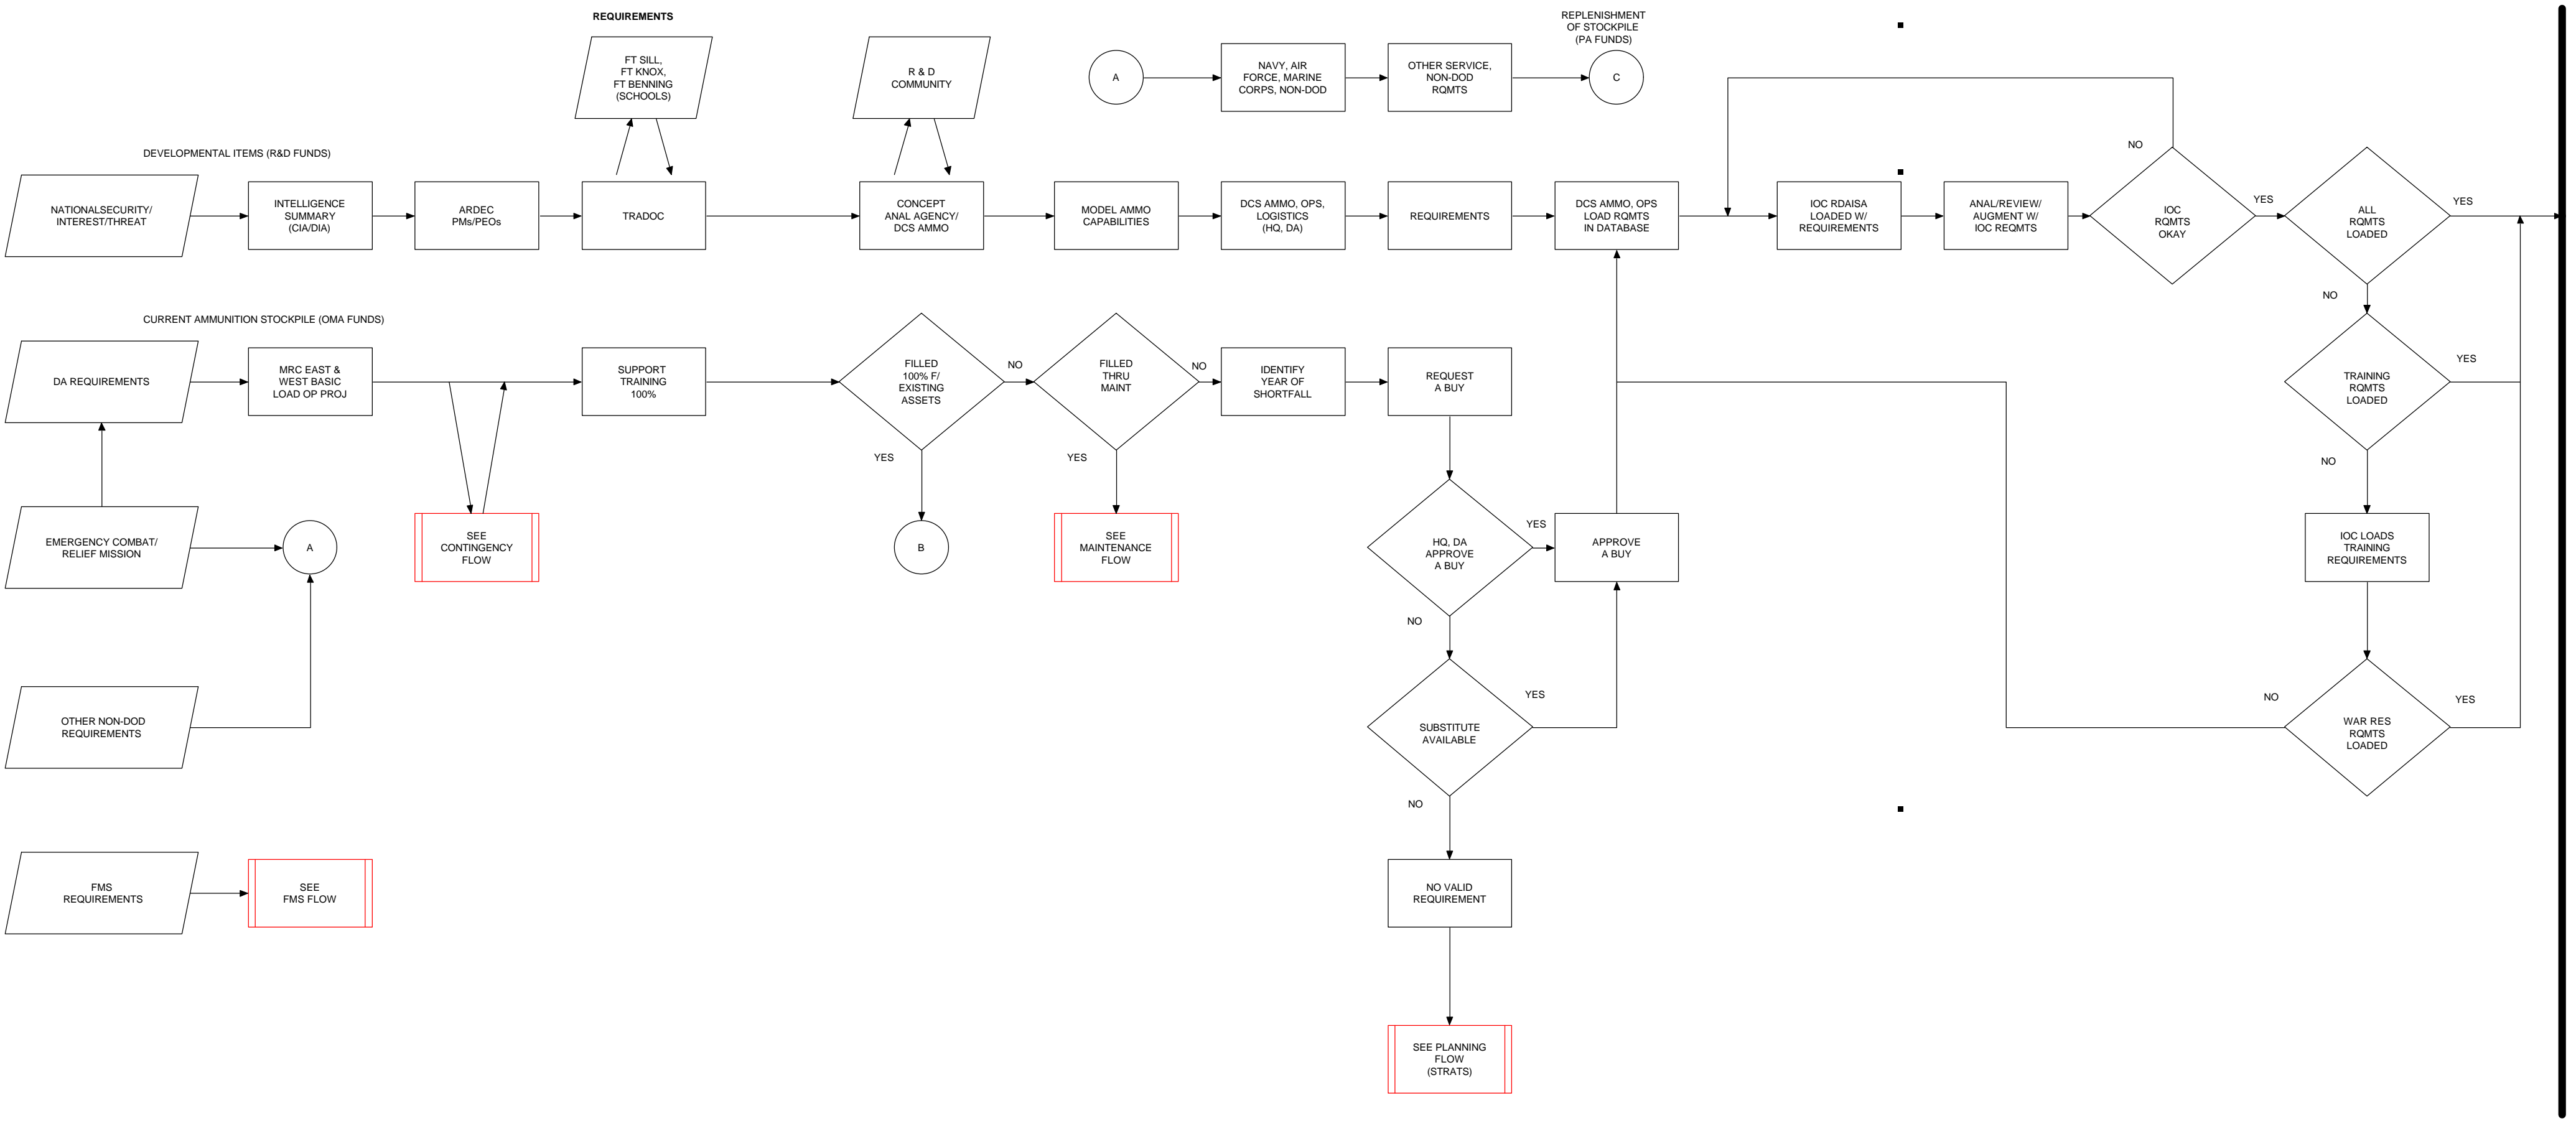 REQUIREMENTS
REPLENISHMENT
OF STOCKPILE
(PA FUNDS)
FT SILL,
FT KNOX,
FT BENNING
(SCHOOLS)
R & D
COMMUNITY
A
NAVY, AIR
FORCE, MARINE
CORPS, NON-DOD
OTHER SERVICE,
NON-DOD
RQMTS
C
DEVELOPMENTAL ITEMS (R&D FUNDS)
NATIONALSECURITY/
INTEREST/THREAT
INTELLIGENCE
SUMMARY
(CIA/DIA)
ARDEC
PMs/PEOs
TRADOC
CONCEPT
ANAL AGENCY/
DCS AMMO
MODEL AMMO
CAPABILITIES
DCS AMMO, OPS,
LOGISTICS
(HQ, DA)
REQUIREMENTS
DCS AMMO, OPS
LOAD RQMTS
IN DATABASE
IOC RDAISA
LOADED W/
REQUIREMENTS
ANAL/REVIEW/
AUGMENT W/
IOC REQMTS
NO
IOC
RQMTS
OKAY
YES
ALL
RQMTS
LOADED
YES
NO
CURRENT AMMUNITION STOCKPILE (OMA FUNDS)
DA REQUIREMENTS
MRC EAST &
WEST BASIC
LOAD OP PROJ
SUPPORT
TRAINING
100%
FILLED
100% F/
EXISTING
ASSETS
NO
YES
FILLED
THRU
MAINT
NO
YES
IDENTIFY
YEAR OF
SHORTFALL
REQUEST
A BUY
TRAINING
RQMTS
LOADED
YES
NO
EMERGENCY COMBAT/
RELIEF MISSION
A
SEE
CONTINGENCY
FLOW
B
SEE
MAINTENANCE
FLOW
HQ, DA
APPROVE
A BUY
YES
NO
APPROVE
A BUY
IOC LOADS
TRAINING
REQUIREMENTS
OTHER NON-DOD
REQUIREMENTS
SUBSTITUTE
AVAILABLE
YES
NO
NO
WAR RES
RQMTS
LOADED
YES
FMS
REQUIREMENTS
SEE
FMS FLOW
NO VALID
REQUIREMENT
SEE PLANNING
FLOW
(STRATS)